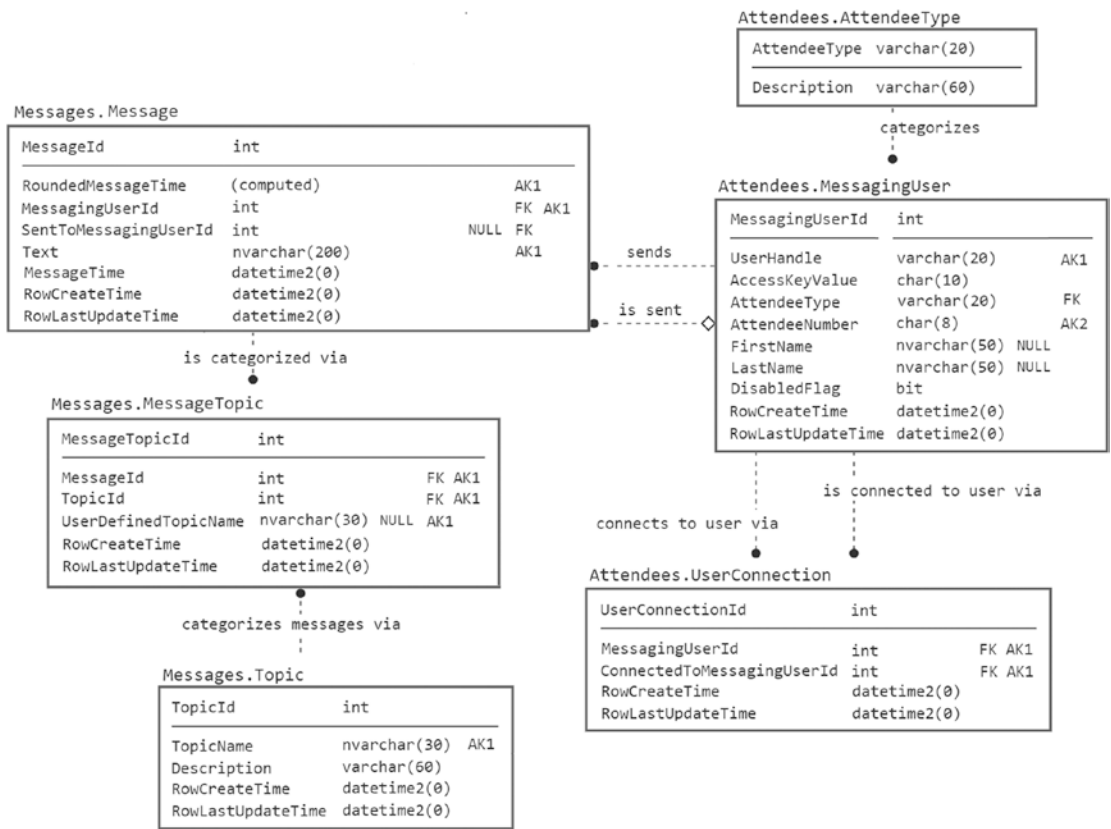 Attendees.AttendeeType
AttendeeType varchar(20)
Description varchar(60)
categorizes
Messages.Message
MessageId int
RoundedMessageTime (computed) AK1
MessagingUserId int FK AK1
SentToMessagingUserId int NULL FK
Text nvarchar(200) AK1
MessageTime datetime2(0)
RowCreateTime datetime2(0)
RowLastUpdateTime datetime2(0)
sends
is sent
Attendees.MessagingUser
MessagingUserId int
UserHandle varchar(20) AK1
AccessKeyValue char(10)
AttendeeType varchar(20) FK
AttendeeNumber char(8) AK2
FirstName nvarchar(50) NULL
LastName nvarchar(50) NULL
DisabledFlag bit
RowCreateTime datetime2(0)
RowLastUpdateTime datetime2(0)
is categorized via
Messages.MessageTopic
MessageTopicId int
MessageId int FK AK1
TopicId int FK AK1
UserDefinedTopicName nvarchar(30) NULL AK1
RowCreateTime datetime2(0)
RowLastUpdateTime datetime2(0)
is connected to user via
connects to user via
Attendees.UserConnection
UserConnectionId int
MessagingUserId int FK AK1
ConnectedToMessagingUserId int FK AK1
RowCreateTime datetime2(0)
RowLastUpdateTime datetime2(0)
categorizes messages via
Messages.Topic
TopicId int
TopicName nvarchar(30) AK1
Description varchar(60)
RowCreateTime datetime2(0)
RowLastUpdateTime datetime2(0)